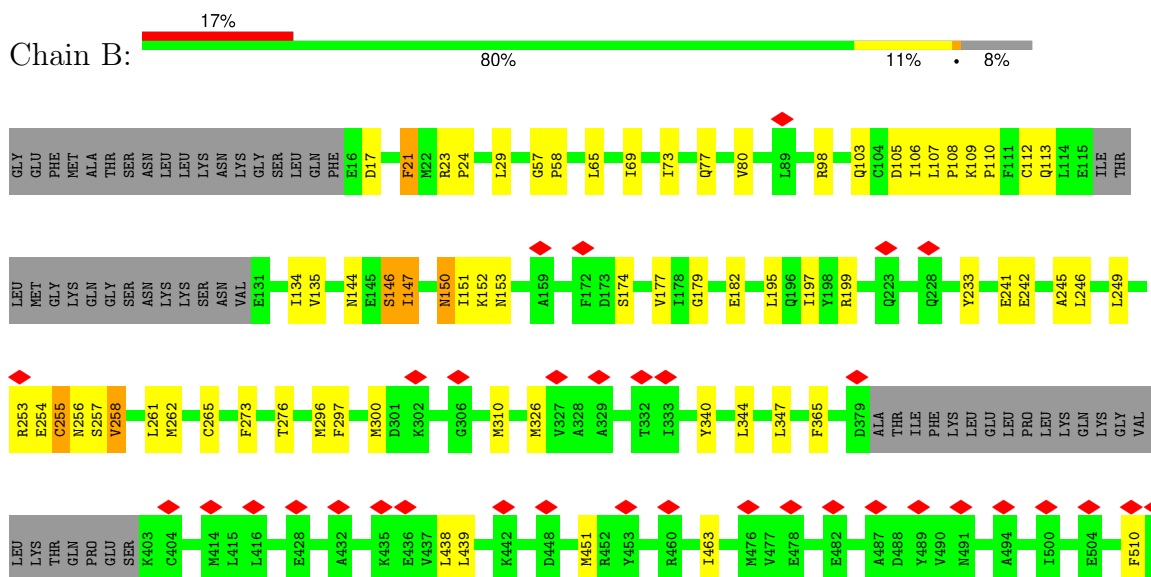 17%
Chain B:
80% 11% • 8%
GLY GLU PHE MET ALA THR SER ASN LEU LEU LYS ASN LYS GLY SER LEU GLN PHE E16 D17 F21 M22 R23 P24 L29 G57 P58 L65 I69 I73 Q77 V80 L89 R98 Q103 C104 D105 I106 L107 P108 K109 P110 F111 C112 Q113 L114 E115 ILE THR
LEU MET GLY LYS GLN GLY SER ASN LYS LYS SER ASN VAL E131 I134 V135 N144 E145 S146 I147 N150 I151 K152 N153 A159 F172 D173 S174 V177 I178 G179 E182 L195 Q196 I197 Y198 R199 Q223 Q228 Y233 E241 E242 A245 L246 L249
R253 E254 C255 N256 S257 V258 L261 M262 C265 F273 T276 M296 F297 M300 D301 K302 G306 M310 M326 V327 A328 A329 T332 I333 Y340 L344 L347 F365 D379 ALA THR ILE PHE LYS LEU GLU LEU PRO LEU LYS GLN LYS GLY VAL
LEU LYS THR GLN PRO GLU SER K403 C404 M414 L415 L416 E428 A432 K435 E436 V437 L438 L439 K442 D448 M451 R452 Y453 R460 I463 M476 V477 E478 E482 A487 D488 Y489 V490 N491 A494 I500 E504 F510